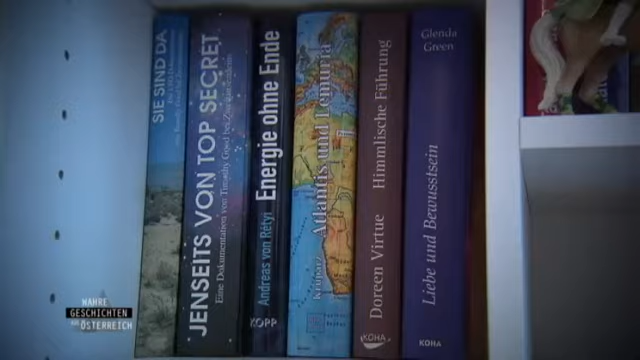 SIE SIND DA
JENSEITS VON TOP SECRET
Eine Dokumentation von Timothy Good bei Zweitausendeins
Andreas von Rétyi Energie ohne Ende
KOPP
Atlantis und Lemuria
Doreen Virtue Himmlische Führung
KOHA
Glenda
Green
Liebe und Bewusstsein
KOHA
WAHRE
GESCHICHTEN
ÖSTERREICH